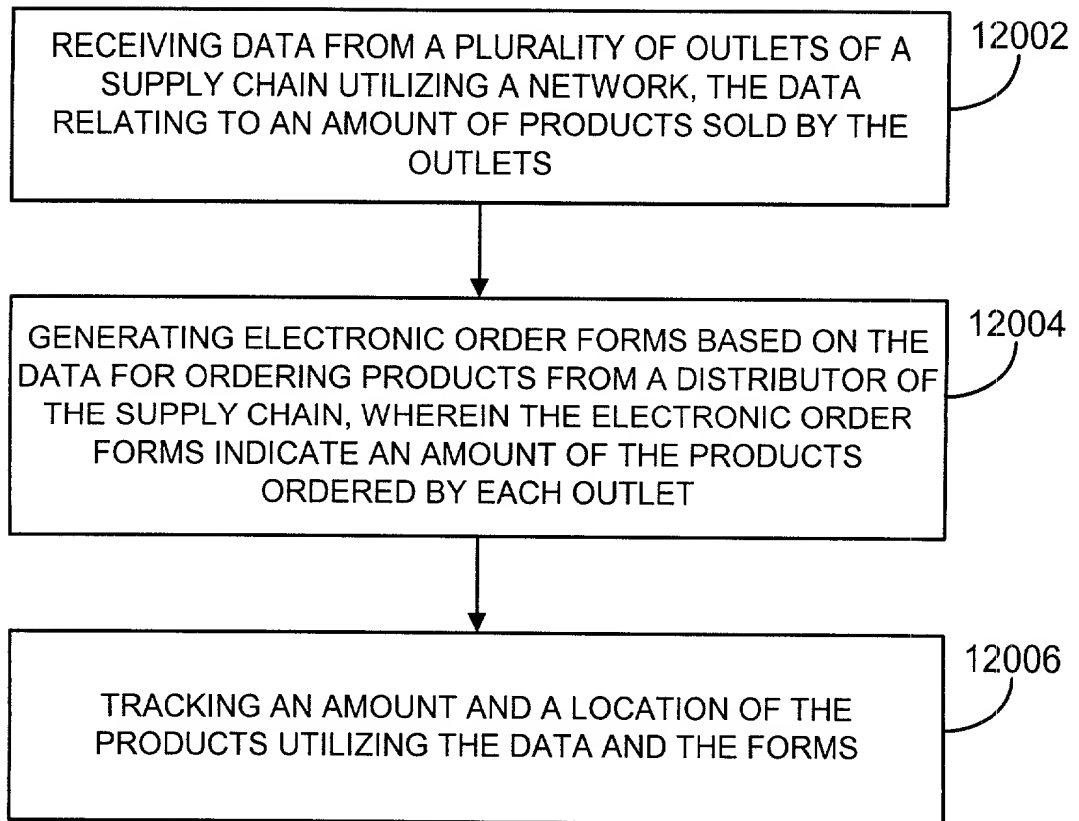 RECEIVING DATA FROM A PLURALITY OF OUTLETS OF A
SUPPLY CHAIN UTILIZING A NETWORK, THE DATA
RELATING TO AN AMOUNT OF PRODUCTS SOLD BY THE
OUTLETS
12002
GENERATING ELECTRONIC ORDER FORMS BASED ON THE
DATA FOR ORDERING PRODUCTS FROM A DISTRIBUTOR OF
THE SUPPLY CHAIN, WHEREIN THE ELECTRONIC ORDER
FORMS INDICATE AN AMOUNT OF THE PRODUCTS
ORDERED BY EACH OUTLET
12004
TRACKING AN AMOUNT AND A LOCATION OF THE
PRODUCTS UTILIZING THE DATA AND THE FORMS
12006